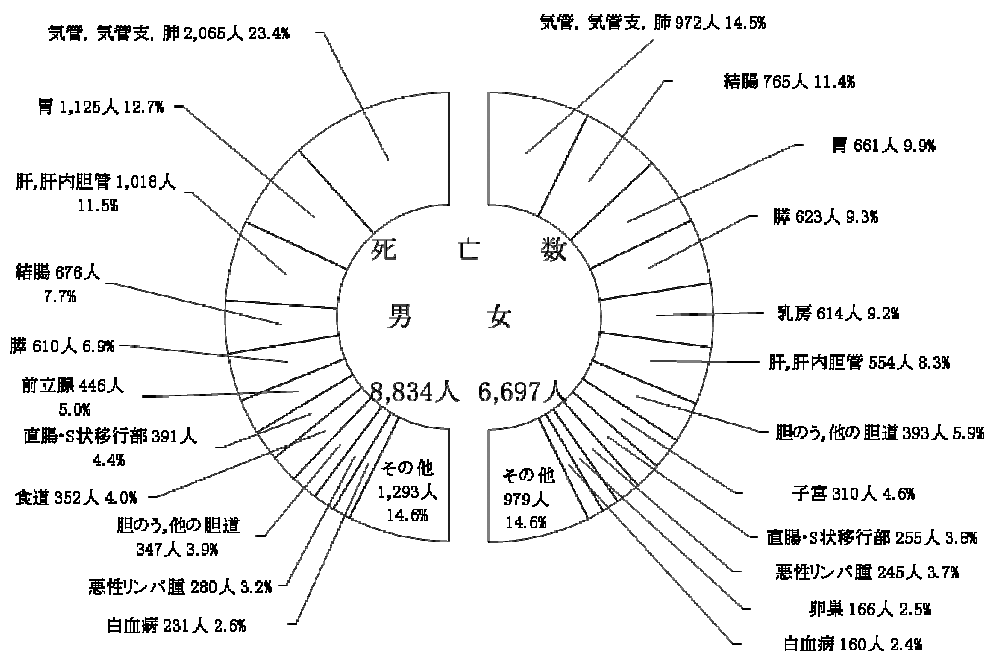 気管，気管支，肺 2,065人 23.4%
胃 1,125人 12.7%
肝,肝内胆管 1,018人
11.5%
結腸 676人
7.7%
膵 610人 6.9%
前立腺 446人
5.0%
直腸・S状移行部 391人
4.4%
食道 352人 4.0%
胆のう,他の胆道
347人 3.9%
悪性リンパ腫 280人 3.2%
白血病 231人 2.6%
その他
1,293人
14.6%
死 亡 数
男 女
8,834人 6,697人
気管，気管支，肺 972人 14.5%
結腸 765人 11.4%
胃 661人 9.9%
膵 623人 9.3%
乳房 614人 9.2%
肝,肝内胆管 554人 8.3%
胆のう,他の胆道 393人 5.9%
子宮 310人 4.6%
直腸・S状移行部 255人 3.8%
悪性リンパ腫 245人 3.7%
卵巣 166人 2.5%
白血病 160人 2.4%
その他
979人
14.6%